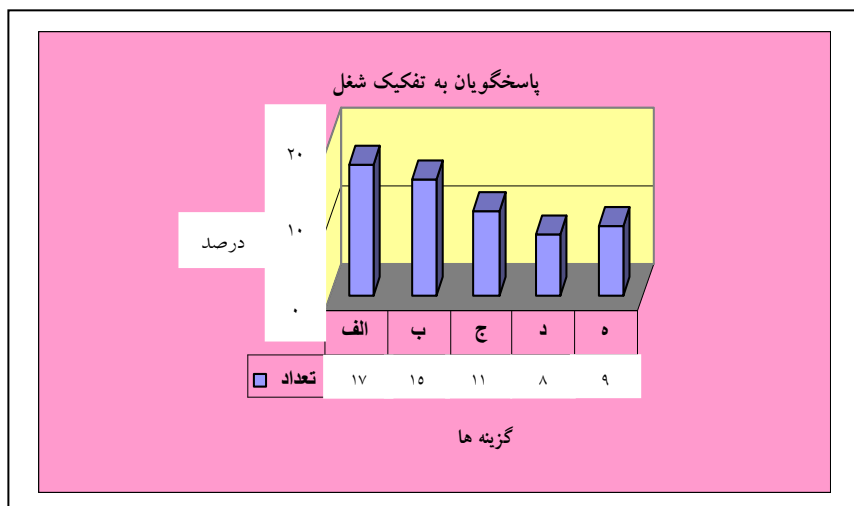 پاسخگویان به تفکیک شغل
۲۰
۱۰
۰
درصد
الف ب ج د ه
تعداد ۱۷ ۱۵ ۱۱ ۸ ۹
گزینه ها